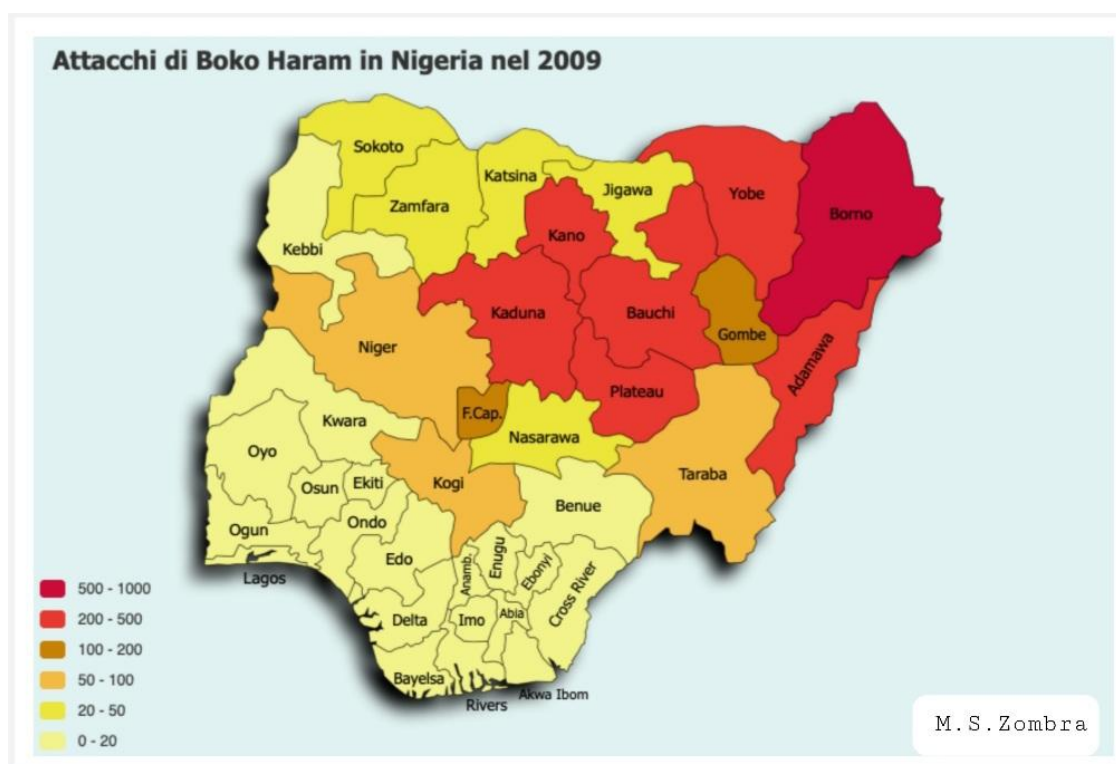 Attacchi di Boko Haram in Nigeria nel 2009
Sokoto
Katsina
Jigawa
Yobe
Borno
Zamfara
Kano
Kebbi
Kaduna
Bauchi
Gombe
Niger
Adamawa
Plateau
F.Cap.
Kwara
Nasarawa
Oyo
Kogi
Taraba
Osun
Ekiti
Benue
Ogun
Ondo
Edo
Enugu
Ebonyi
Anamb.
Cross River
Lagos
Delta
Imo
Abia
Bayelsa
Rivers
Akwa Ibom
500 - 1000
200 - 500
100 - 200
50 - 100
20 - 50
0 - 20
M.S.Zombra